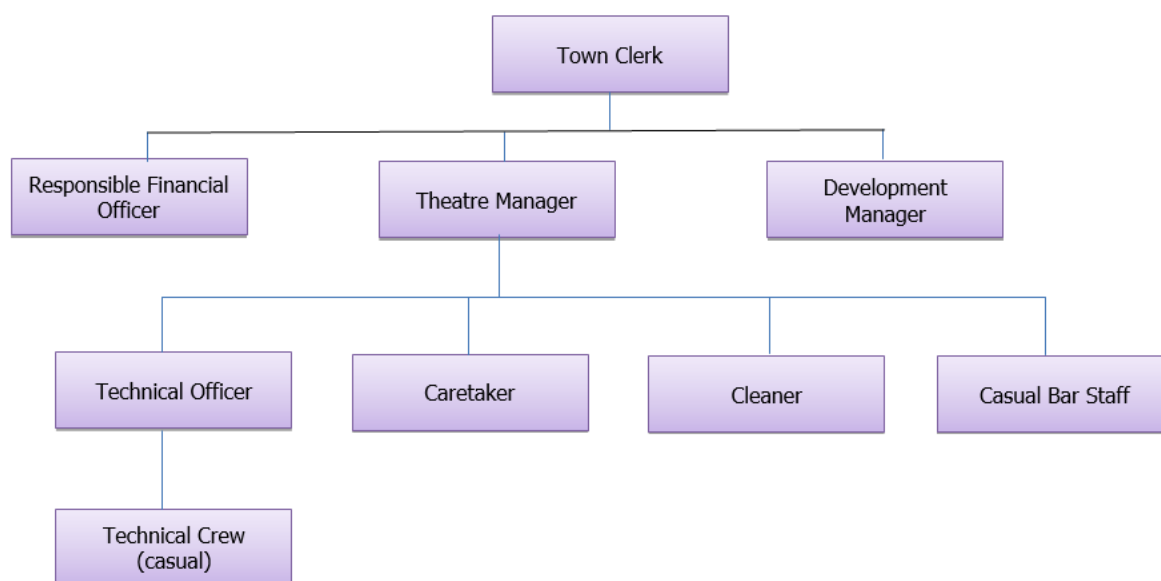 Town Clerk
Responsible Financial
Officer
Theatre Manager
Development
Manager
Technical Officer
Caretaker
Cleaner
Casual Bar Staff
Technical Crew
(casual)